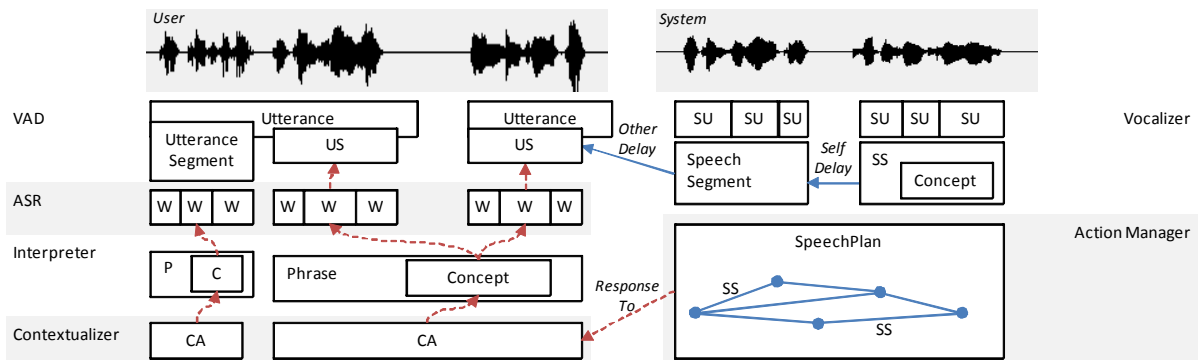 User
System
VAD
Utterance
Utterance
SU
SU
SU
SU
SU
SU
Vocalizer
Utterance
Segment
US
US
Other
Delay
Speech
Segment
Self
Delay
SS
Concept
ASR
W
W
W
W
W
W
W
W
W
Action Manager
SpeechPlan
SS
SS
Interpreter
P
C
Phrase
Concept
Response
To
Contextualizer
CA
CA